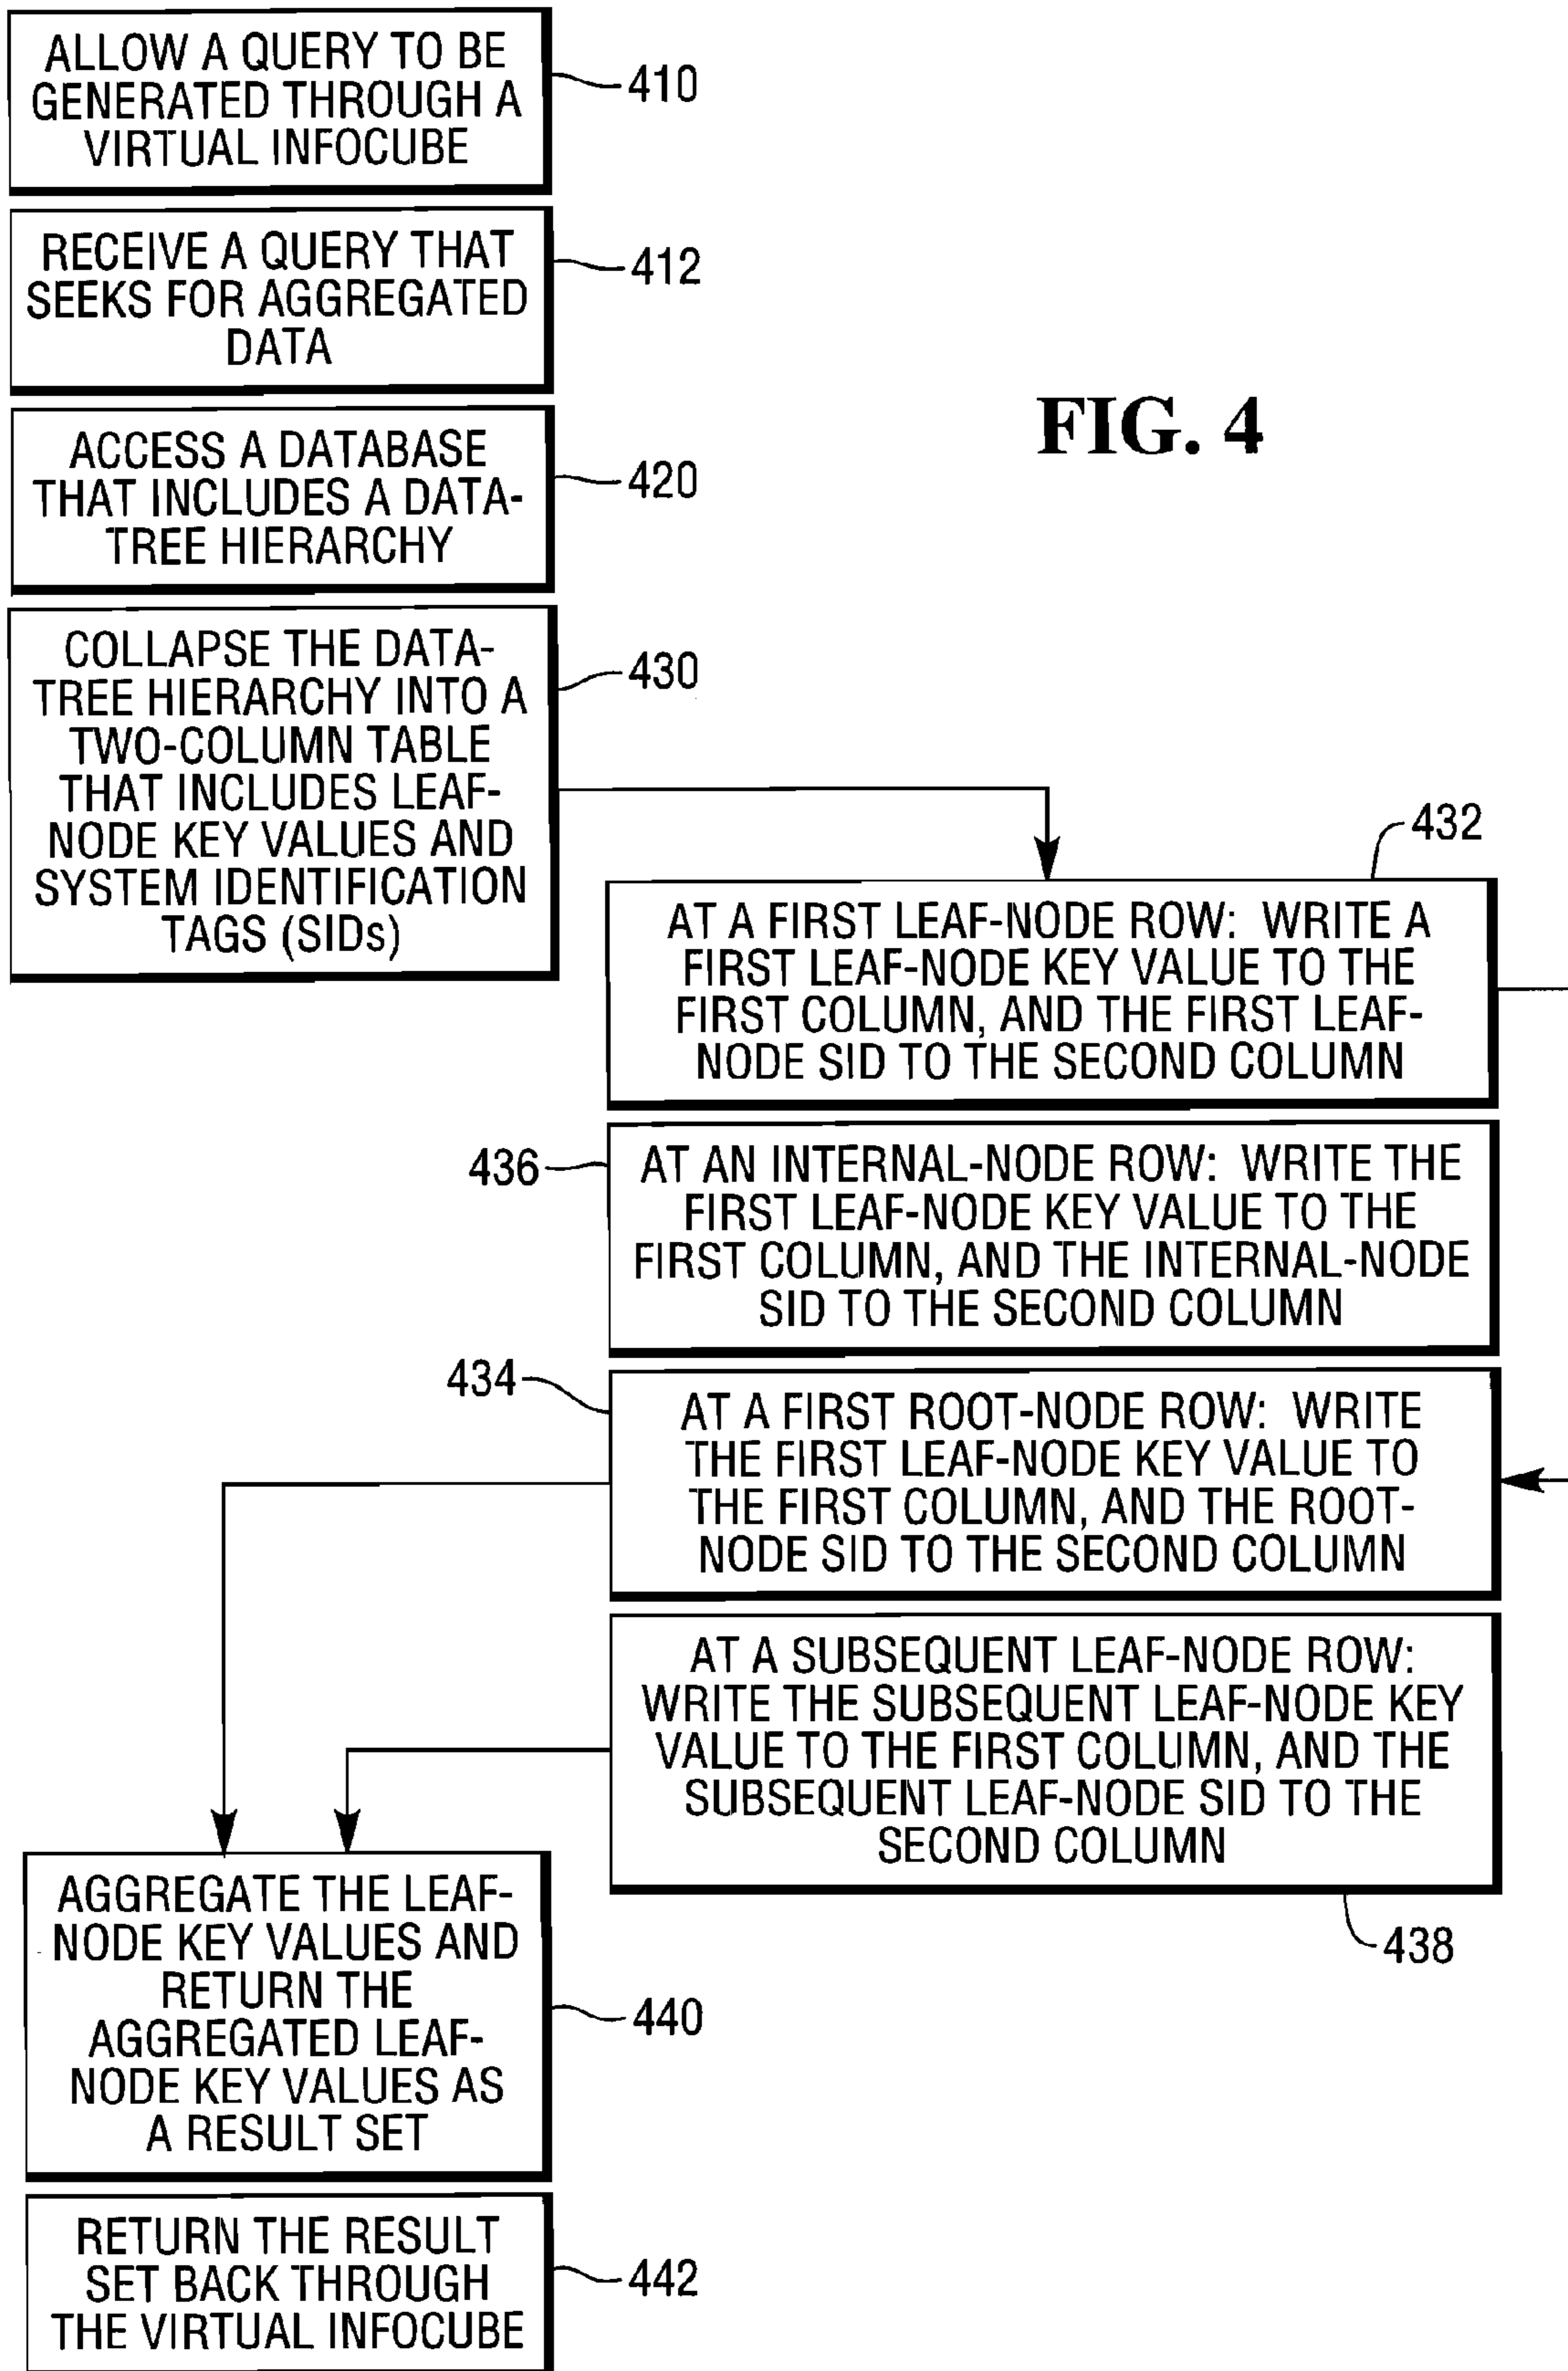 ALLOW A QUERY TO BE
GENERATED THROUGH A
VIRTUAL INFOCUBE
410
RECEIVE A QUERY THAT
SEEKS FOR AGGREGATED
DATA
412
FIG. 4
ACCESS A DATABASE
THAT INCLUDES A DATA-
TREE HIERARCHY
420
COLLAPSE THE DATA-
TREE HIERARCHY INTO A
TWO-COLUMN TABLE
THAT INCLUDES LEAF-
NODE KEY VALUES AND
SYSTEM IDENTIFICATION
TAGS (SIDs)
430
432
AT A FIRST LEAF-NODE ROW: WRITE A
FIRST LEAF-NODE KEY VALUE TO THE
FIRST COLUMN, AND THE FIRST LEAF-
NODE SID TO THE SECOND COLUMN
436
AT AN INTERNAL-NODE ROW: WRITE THE
FIRST LEAF-NODE KEY VALUE TO THE
FIRST COLUMN, AND THE INTERNAL-NODE
SID TO THE SECOND COLUMN
434
AT A FIRST ROOT-NODE ROW: WRITE
THE FIRST LEAF-NODE KEY VALUE TO
THE FIRST COLUMN, AND THE ROOT-
NODE SID TO THE SECOND COLUMN
AT A SUBSEQUENT LEAF-NODE ROW:
WRITE THE SUBSEQUENT LEAF-NODE KEY
VALUE TO THE FIRST COLUMN, AND THE
SUBSEQUENT LEAF-NODE SID TO THE
SECOND COLUMN
438
AGGREGATE THE LEAF-
NODE KEY VALUES AND
RETURN THE
AGGREGATED LEAF-
NODE KEY VALUES AS
A RESULT SET
440
RETURN THE RESULT
SET BACK THROUGH
THE VIRTUAL INFOCUBE
442